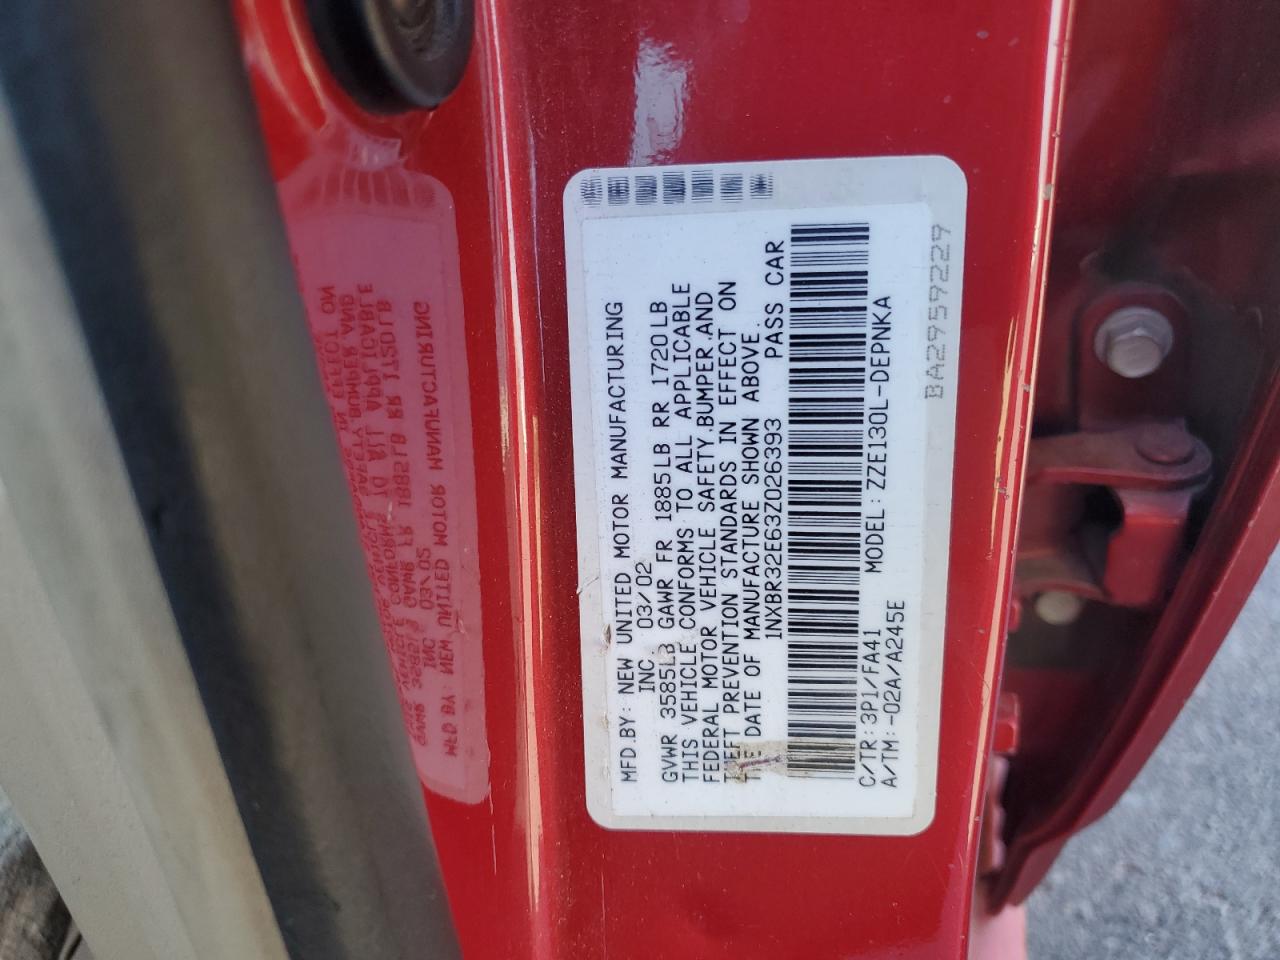 MFD.BY: NEW UNITED MOTOR MANUFACTURING
INC. 03/02
GVWR 3585LB GAWR FR 1885LB RR 1720LB
THIS VEHICLE CONFORMS TO ALL APPLICABLE
FEDERAL MOTOR VEHICLE SAFETY.BUMPER.AND
THEFT PREVENTION STANDARDS IN EFFECT ON
THE DATE OF MANUFACTURE SHOWN ABOVE.
1NXBR32E63Z026393 PASS CAR
C/TR:3P1/FA41 MODEL:ZZE130L-DEPNKA
A/TM:-02A/A245E
BA2959229